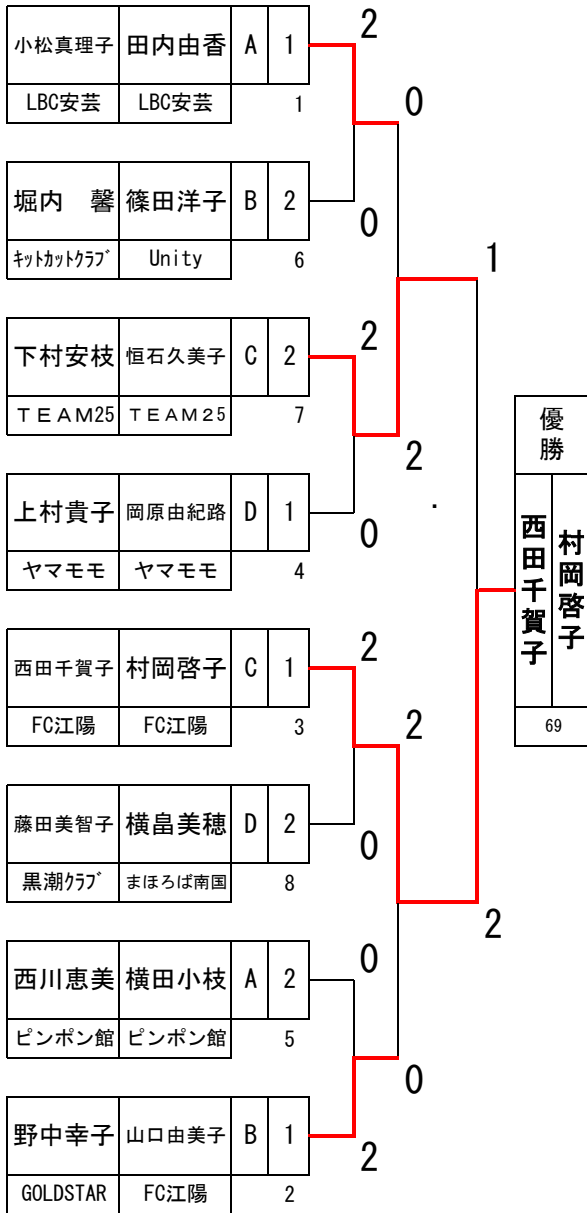 小松真理子 田内由香 A 1
LBC安芸 LBC安芸 1
2
0
堀内　馨 篠田洋子 B 2
ｷｯﾄｶｯﾄｸﾗﾌﾞ Unity 6
0
1
下村安枝 恒石久美子 C 2
ＴＥＡＭ25 ＴＥＡＭ２５ 7
2
2
上村貴子 岡原由紀路 D 1
ヤマモモ ヤマモモ 4
0
.
西田千賀子 村岡啓子 C 1
FC江陽 FC江陽 3
2
2
藤田美智子 横畠美穂 D 2
黒潮ｸﾗﾌﾞ まほろば南国 8
0
2
西川恵美 横田小枝 A 2
ピンポン館 ピンポン館 5
0
0
野中幸子 山口由美子 B 1
GOLDSTAR FC江陽 2
2
優勝
村岡啓子
西田千賀子
69